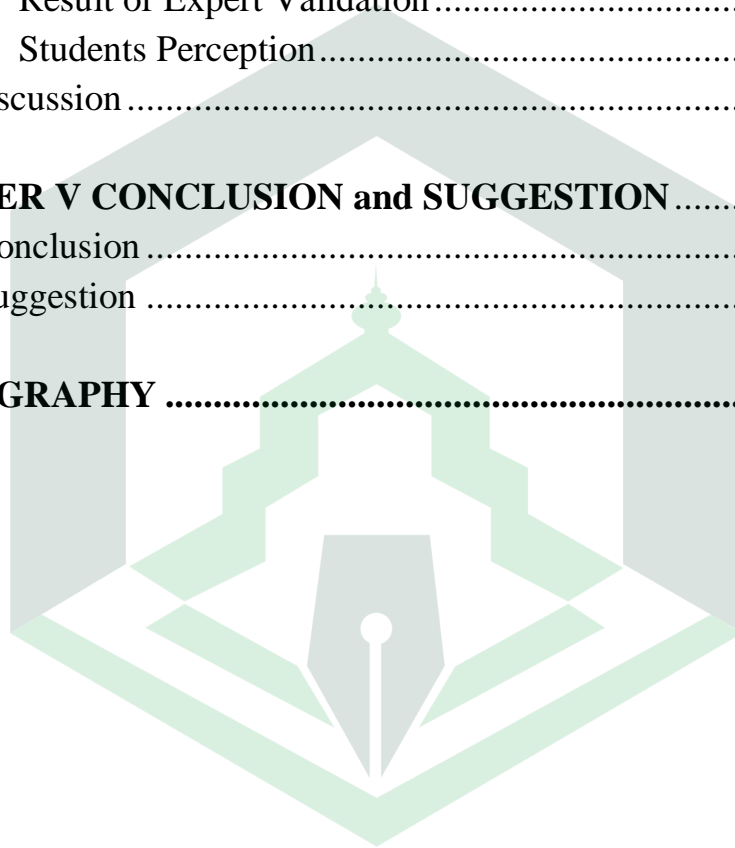 Result of Expert Validation................................
Students Perception............................................
scussion................................................................
ER V CONCLUSION and SUGGESTION.......
onclusion..............................................................
uggestion ..............................................................
GRAPHY ............................................................